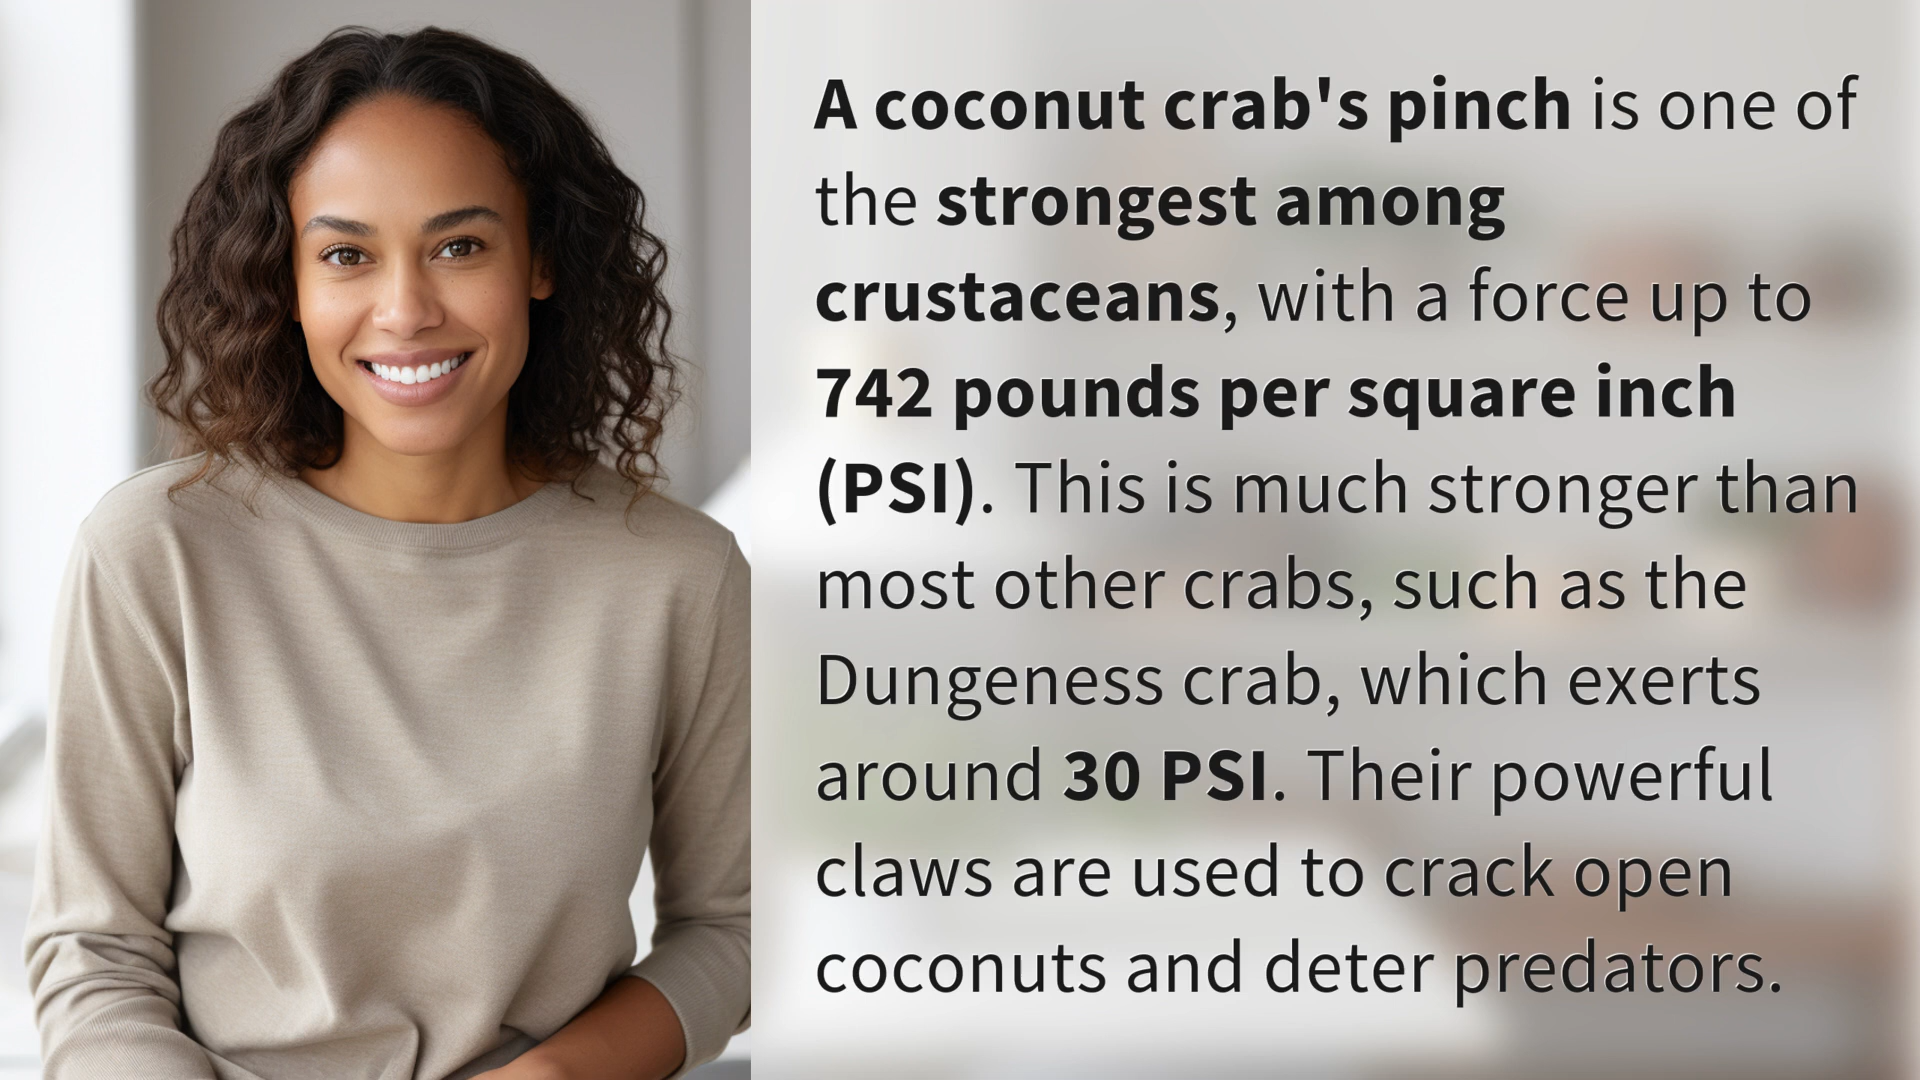 A coconut crab's pinch is one of
the strongest among
crustaceans, with a force up to
742 pounds per square inch
(PSI). This is much stronger than
most other crabs, such as the
Dungeness crab, which exerts
around 30 PSI. Their powerful
claws are used to crack open
coconuts and deter predators.